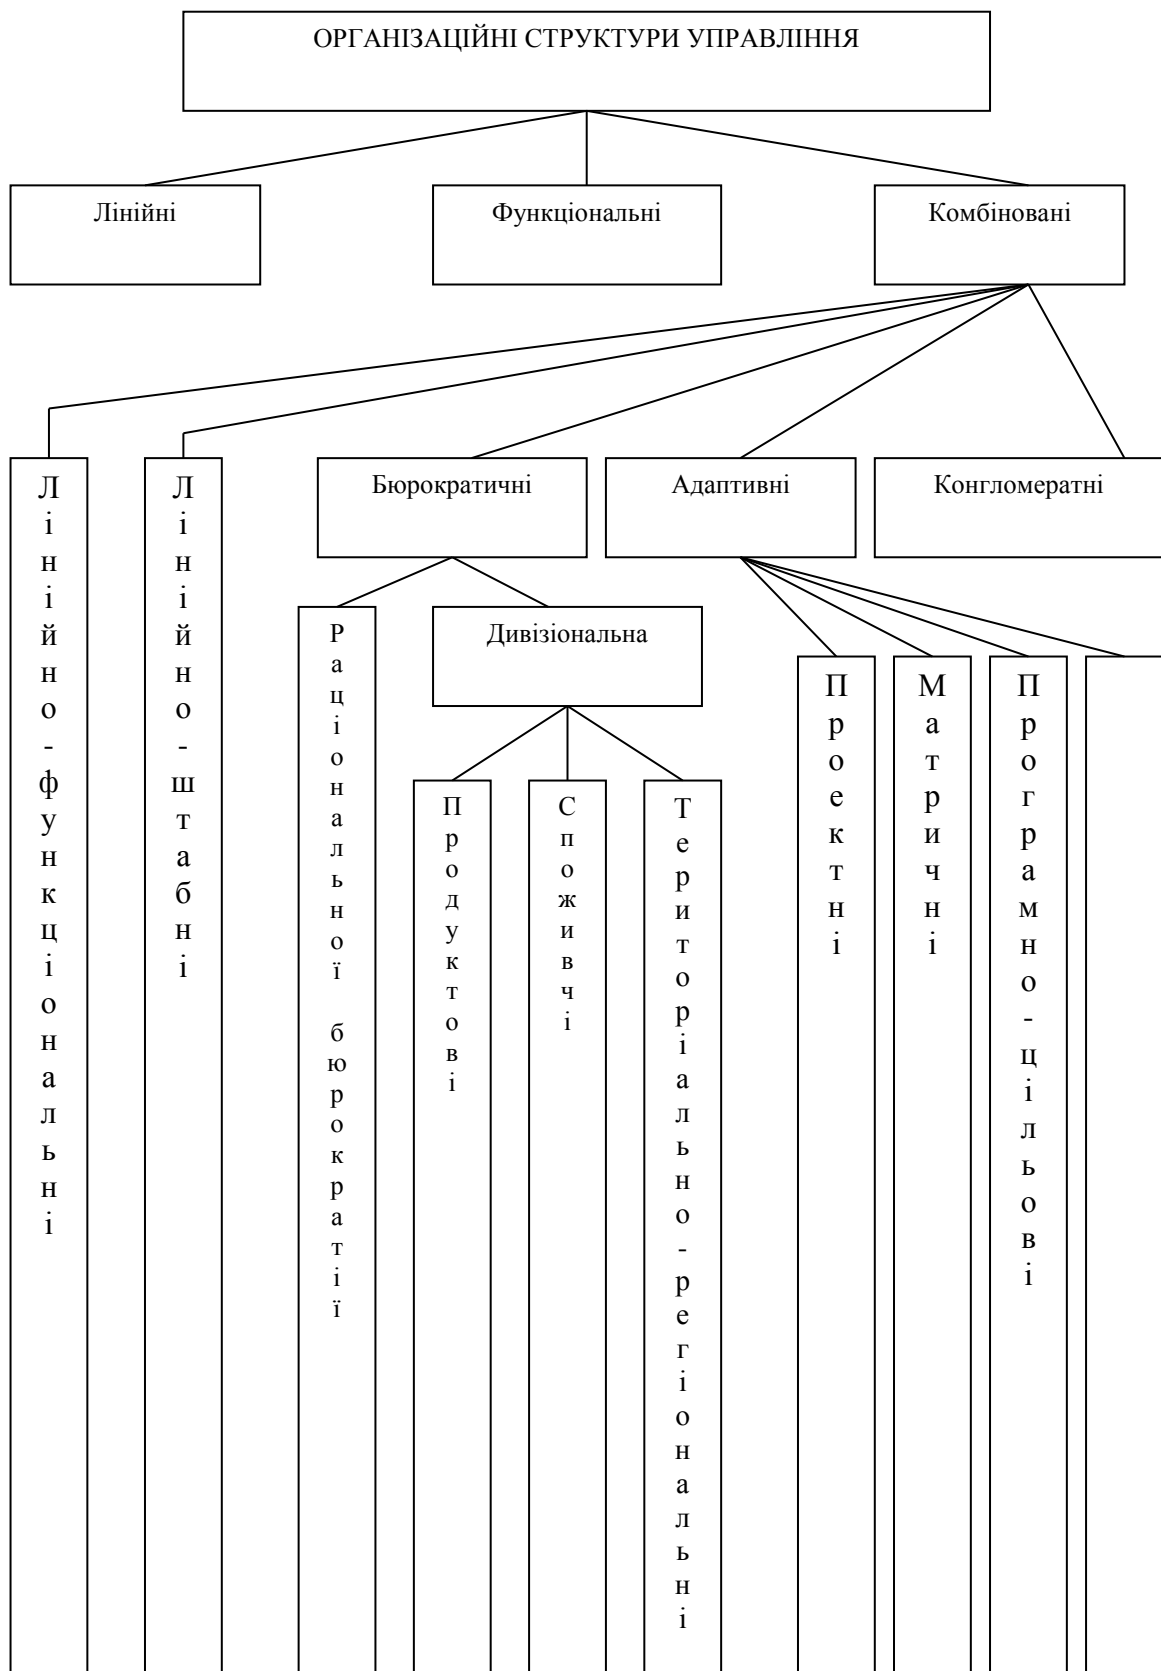 ОРГАНІЗАЦІЙНІ СТРУКТУРИ УПРАВЛІННЯ
Лінійні
Функціональні
Комбіновані
Лінійно-функціональні
Лінійно-штабні
Бюрократичні
Адаптивні
Конгломератні
Раціональної бюрократії
Дивізіональна
Продуктові
Споживчі
Територіально-регіональні
Проектні
Матричні
Програмно-цільові